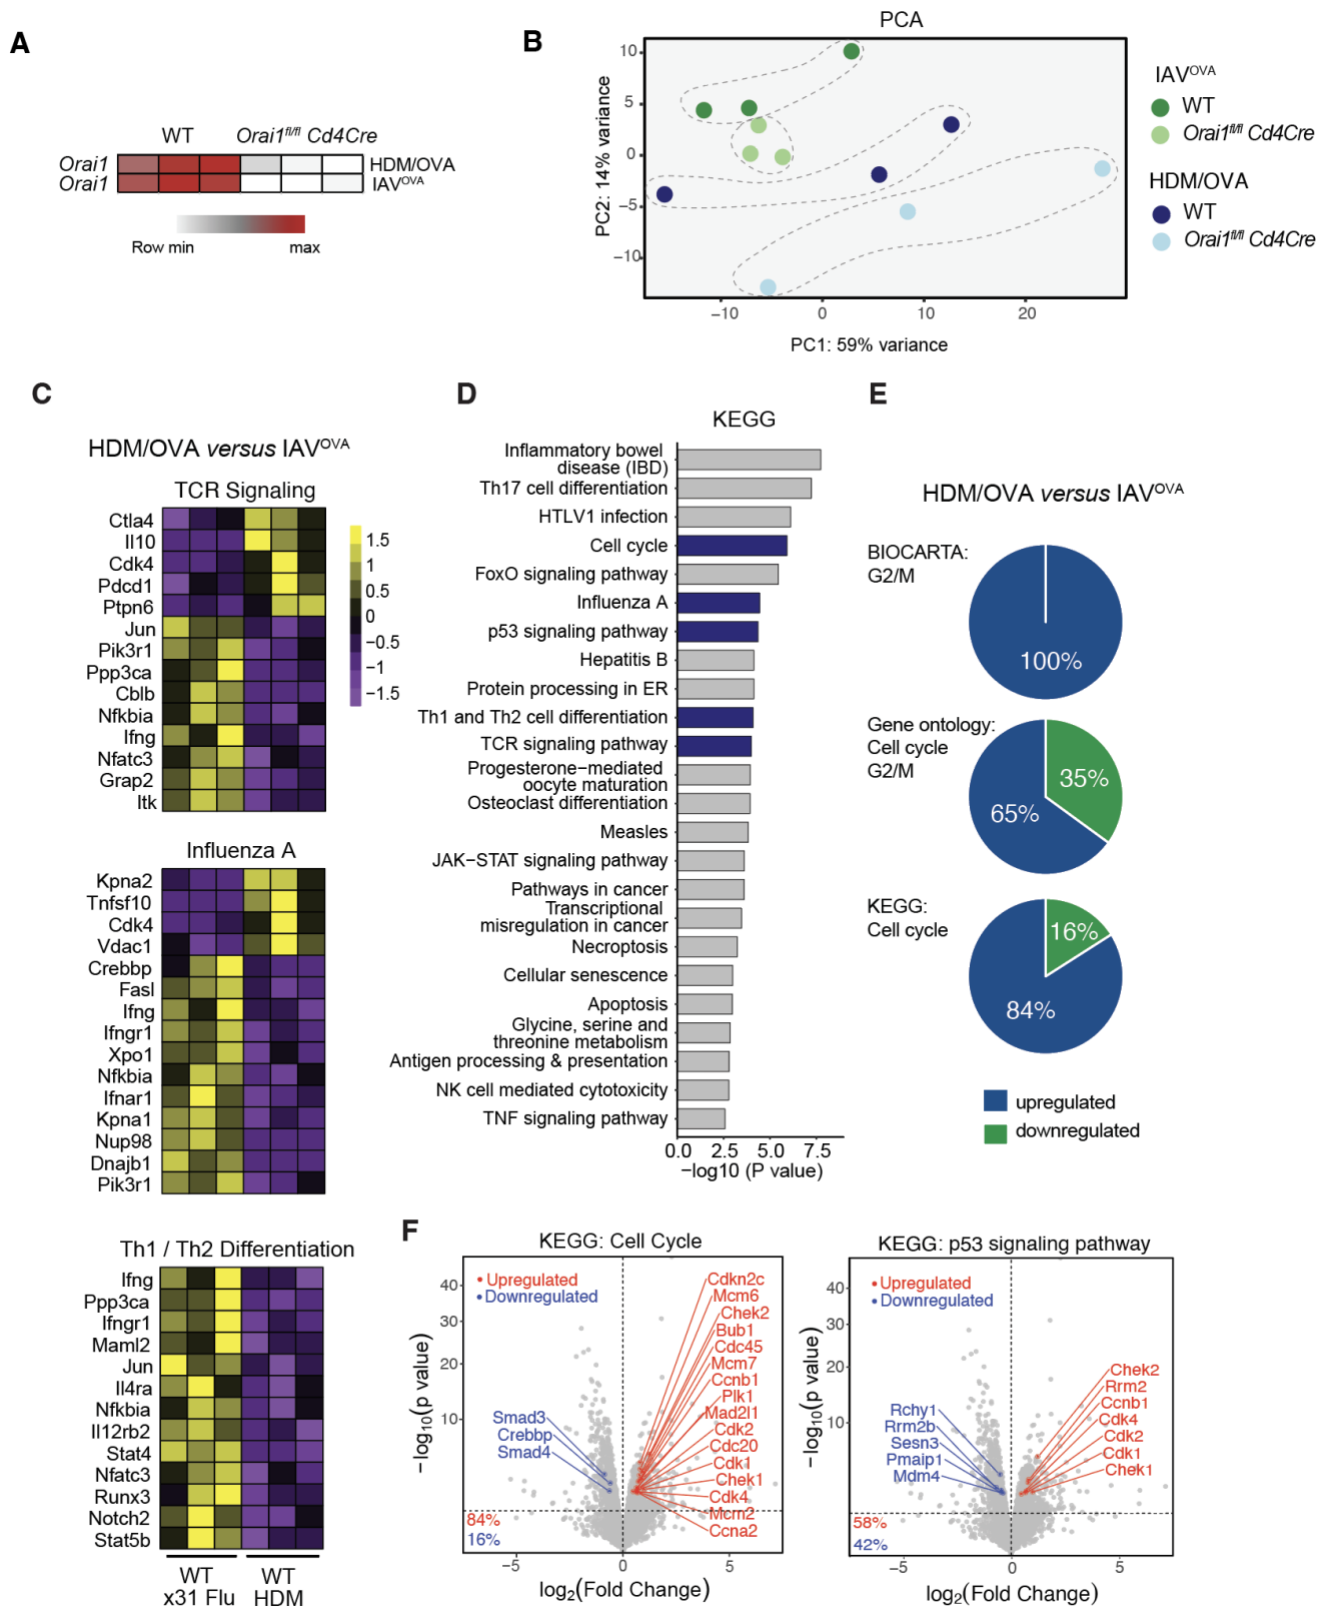 A
WT
Orai1fl/fl Cd4Cre
Orai1
HDM/OVA
Orai1
IAVOVA
Row min
max
B
PCA
PC2: 14% variance
10
5
0
−5
−10
−10
0
10
20
PC1: 59% variance
IAVOVA
WT
Orai1fl/fl Cd4Cre
HDM/OVA
WT
Orai1fl/fl Cd4Cre
C
HDM/OVA versus IAVOVA
TCR Signaling
Ctla4
Il10
Cdk4
Pdcd1
Ptpn6
Jun
Pik3r1
Ppp3ca
Cblb
Nfkbia
Ifng
Nfatc3
Grap2
Itk
1.5
1
0.5
0
−0.5
−1
−1.5
Influenza A
Kpna2
Tnfsf10
Cdk4
Vdac1
Crebbp
Fasl
Ifng
Ifngr1
Xpo1
Nfkbia
Ifnar1
Kpna1
Nup98
Dnajb1
Pik3r1
Th1 / Th2 Differentiation
Ifng
Ppp3ca
Ifngr1
Maml2
Jun
Il4ra
Nfkbia
Il12rb2
Stat4
Nfatc3
Runx3
Notch2
Stat5b
WT
x31 Flu
WT
HDM
D
KEGG
Inflammatory bowel
disease (IBD)
Th17 cell differentiation
HTLV1 infection
Cell cycle
FoxO signaling pathway
Influenza A
p53 signaling pathway
Hepatitis B
Protein processing in ER
Th1 and Th2 cell differentiation
TCR signaling pathway
Progesterone−mediated
oocyte maturation
Osteoclast differentiation
Measles
JAK−STAT signaling pathway
Pathways in cancer
Transcriptional
misregulation in cancer
Necroptosis
Cellular senescence
Apoptosis
Glycine, serine and
threonine metabolism
Antigen processing & presentation
NK cell mediated cytotoxicity
TNF signaling pathway
0.0
2.5
5.0
7.5
−log10 (P value)
E
HDM/OVA versus IAVOVA
BIOCARTA:
G2/M
100%
Gene ontology:
Cell cycle
G2/M
35%
65%
KEGG:
Cell cycle
16%
84%
upregulated
downregulated
F
KEGG: Cell Cycle
Upregulated
Downregulated
−log10(p value)
40
30
20
10
Smad3
Crebbp
Smad4
Cdkn2c
Mcm6
Chek2
Bub1
Cdc45
Mcm7
Ccnb1
Plk1
Mad2l1
Cdk2
Cdc20
Cdk1
Chek1
Cdk4
Mcm2
Ccna2
84%
16%
−5
0
5
log2(Fold Change)
KEGG: p53 signaling pathway
Upregulated
Downregulated
−log10(p value)
40
30
20
10
Rchy1
Rrm2b
Sesn3
Pmaip1
Mdm4
Chek2
Rrm2
Ccnb1
Cdk4
Cdk2
Cdk1
Chek1
58%
42%
−5
0
5
log2(Fold Change)